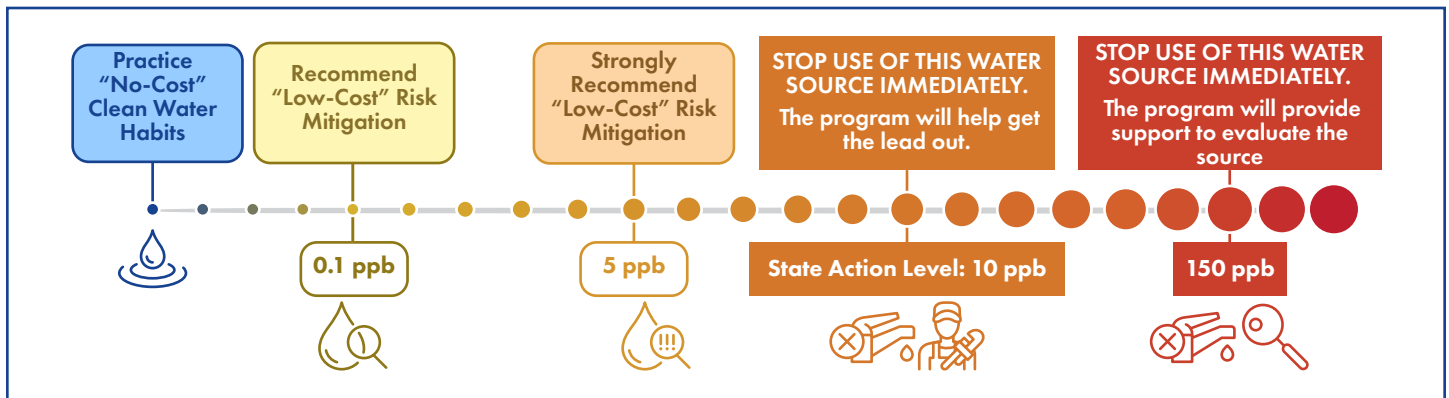 Practice
“No-Cost”
Clean Water
Habits
Recommend
“Low-Cost” Risk
Mitigation
Strongly
Recommend
“Low-Cost” Risk
Mitigation
STOP USE OF THIS WATER
SOURCE IMMEDIATELY.
The program will help get
the lead out.
STOP USE OF THIS WATER
SOURCE IMMEDIATELY.
The program will provide
support to evaluate the
source
0.1 ppb
5 ppb
!!!
State Action Level: 10 ppb
150 ppb